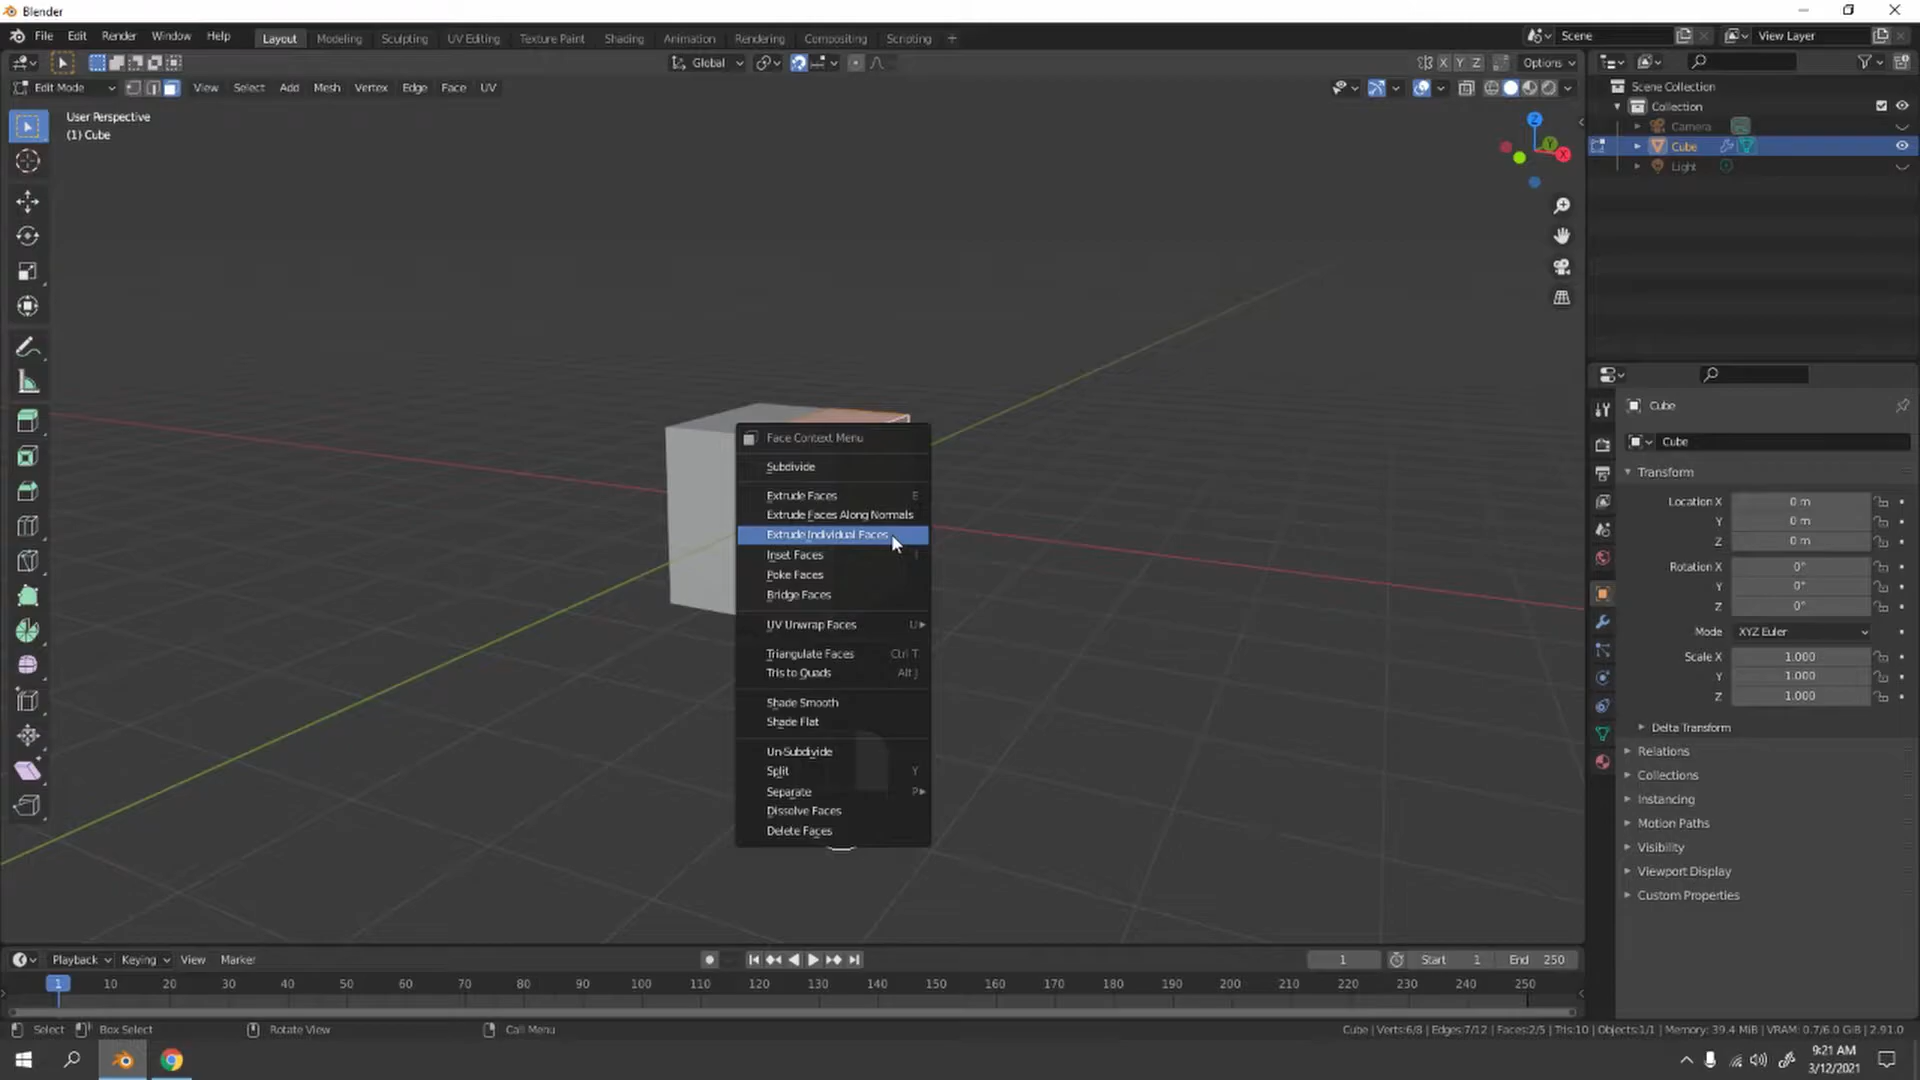 Blender
File Edit Render Window Help Layout Modeling Sculpting UV Editing Texture Paint Shading Animation Rendering Compositing Scripting + Scene View Layer
Global X Y Z Options
Edit Mode View Select Add Mesh Vertex Edge Face UV
User Perspective
(1) Cube
Z
Y
X
Scene Collection
Collection
Camera
Cube
Light
Face Context Menu
Subdivide
Extrude Faces E
Extrude Faces Along Normals
Extrude Individual Faces
Inset Faces I
Poke Faces
Bridge Faces
UV Unwrap Faces U
Triangulate Faces Ctrl T
Tris to Quads Alt J
Shade Smooth
Shade Flat
Un-Subdivide
Split Y
Separate P
Dissolve Faces
Delete Faces
Cube
Cube
Transform
Location X 0 m
Y 0 m
Z 0 m
Rotation X 0°
Y 0°
Z 0°
Mode XYZ Euler
Scale X 1.000
Y 1.000
Z 1.000
Delta Transform
Relations
Collections
Instancing
Motion Paths
Visibility
Viewport Display
Custom Properties
Playback Keying View Marker 1 Start 1 End 250
1 10 20 30 40 50 60 70 80 90 100 110 120 130 140 150 160 170 180 190 200 210 220 230 240 250
Select Box Select Rotate View Call Menu Cube | Verts:6/8 | Edges:7/12 | Faces:2/5 | Tris:10 | Objects:1/1 | Memory: 39.4 MiB | VRAM: 0.7/6.0 GiB | 2.91.0
9:21 AM
3/12/2021